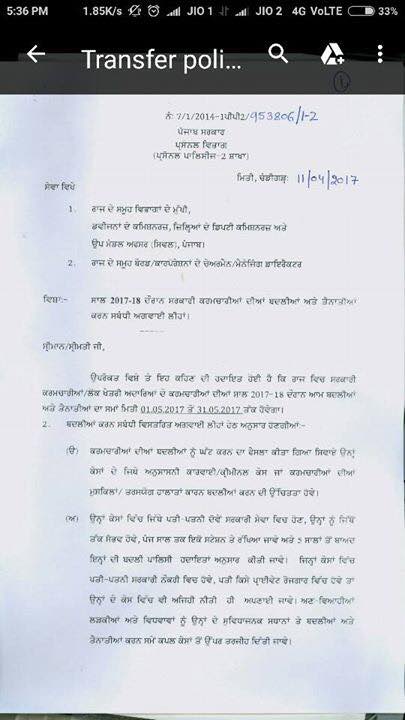 5:36 PM 1.85K/s JIO 1 JIO 2 4G VoLTE 33%
Transfer poli...
1
ਨੰ: 7/1/2014-1ਪੀਪੀ2/953806/1-2
ਪੰਜਾਬ ਸਰਕਾਰ
ਪ੍ਰਸੋਨਲ ਵਿਭਾਗ
(ਪ੍ਰਸੋਨਲ ਪਾਲਿਸੀਜ-2 ਸ਼ਾਖਾ)
ਮਿਤੀ, ਚੰਡੀਗੜ੍ਹ: 11/04/2017
ਸੇਵਾ ਵਿਖੇ
1. ਰਾਜ ਦੇ ਸਮੂਹ ਵਿਭਾਗਾਂ ਦੇ ਮੁੱਖੀ,
ਡਵੀਜਨਾਂ ਦੇ ਕਮਿਸ਼ਨਰਜ਼, ਜ਼ਿਲ੍ਹਿਆਂ ਦੇ ਡਿਪਟੀ ਕਮਿਸ਼ਨਰਜ਼ ਅਤੇ
ਉਪ ਮੰਡਲ ਅਫਸਰ (ਸਿਵਲ), ਪੰਜਾਬ।
2. ਰਾਜ ਦੇ ਸਮੂਹ ਬੋਰਡ/ਕਾਰਪੋਰੇਸ਼ਨਾਂ ਦੇ ਚੇਅਰਮੈਨ/ਮੈਨੇਜਿੰਗ ਡਾਇਰੈਕਟਰ
ਵਿਸ਼ਾ:- ਸਾਲ 2017-18 ਦੌਰਾਨ ਸਰਕਾਰੀ ਕਰਮਚਾਰੀਆਂ ਦੀਆਂ ਬਦਲੀਆਂ ਅਤੇ ਤੈਨਾਤੀਆਂ
ਕਰਨ ਸਬੰਧੀ ਅਗਵਾਈ ਲੀਹਾਂ।
-----
ਸ੍ਰੀਮਾਨ/ਸ੍ਰੀਮਤੀ ਜੀ,
ਉਪਰੋਕਤ ਵਿਸ਼ੇ ਤੇ ਇਹ ਕਹਿਣ ਦੀ ਹਦਾਇਤ ਹੋਈ ਹੈ ਕਿ ਰਾਜ ਵਿਚ ਸਰਕਾਰੀ
ਕਰਮਚਾਰੀਆਂ/ਲੋਕ ਖੇਤਰੀ ਅਦਾਰਿਆਂ ਦੇ ਕਰਮਚਾਰੀਆਂ ਦੀਆਂ ਸਾਲ 2017-18 ਦੌਰਾਨ ਆਮ ਬਦਲੀਆਂ
ਅਤੇ ਤੈਨਾਤੀਆਂ ਦਾ ਸਮਾਂ ਮਿਤੀ 01.05.2017 ਤੋਂ 31.05.2017 ਤੱਕ ਹੋਵੇਗਾ।
2. ਬਦਲੀਆਂ ਕਰਨ ਸਬੰਧੀ ਵਿਸਤਰਿਤ ਅਗਵਾਈ ਲੀਹਾਂ ਹੇਠ ਅਨੁਸਾਰ ਹੋਣਗੀਆਂ:-
(ੳ) ਕਰਮਚਾਰੀਆਂ ਦੀਆਂ ਬਦਲੀਆਂ ਨੂੰ ਘੱਟ ਕਰਨ ਦਾ ਫੈਸਲਾ ਕੀਤਾ ਗਿਆ ਸਿਵਾਏ ਉਨ੍ਹਾਂ
ਕੇਸਾਂ ਦੇ ਜਿਥੇ ਅਨੁਸਾਸਨੀ ਕਾਰਵਾਈ/ਕ੍ਰੀਮੀਨਲ ਕੇਸ ਜਾਂ ਕਰਮਚਾਰੀਆਂ ਦੀਆਂ
ਮੁਸ਼ਕਿਲਾਂ/ ਤਰਸਯੋਗ ਹਾਲਾਤਾਂ ਕਾਰਨ ਬਦਲੀਆਂ ਕਰਨ ਦੀ ਉੱਚਿਤਤਾ ਹੋਵੇ।
(ਅ) ਉਨ੍ਹਾਂ ਕੇਸਾਂ ਵਿੱਚ ਜਿੱਥੇ ਪਤੀ-ਪਤਨੀ ਦੋਵੇਂ ਸਰਕਾਰੀ ਸੇਵਾ ਵਿਚ ਹੋਣ, ਉਨ੍ਹਾਂ ਨੂੰ ਜਿੱਥੇ
ਤੱਕ ਸੰਭਵ ਹੋਵੇ, ਪੰਜ ਸਾਲ ਤਕ ਇਕੋ ਸਟੇਸ਼ਨ ਤੇ ਰੱਖਿਆ ਜਾਵੇ ਅਤੇ 5 ਸਾਲਾਂ ਤੋਂ ਬਾਅਦ
ਇਨ੍ਹਾਂ ਦੀ ਬਦਲੀ ਪਾਲਿਸੀ ਹਦਾਇਤਾਂ ਅਨੁਸਾਰ ਕੀਤੀ ਜਾਵੇ। ਜਿਨ੍ਹਾਂ ਕੇਸਾਂ ਵਿੱਚ
ਪਤੀ-ਪਤਨੀ ਸਰਕਾਰੀ ਨੌਕਰੀ ਵਿਚ ਹੋਵੇ, ਪਤੀ ਕਿਸੇ ਪ੍ਰਾਈਵੇਟ ਰੋਜਗਾਰ ਵਿੱਚ ਹੋਵੇ ਤਾਂ
ਉਨ੍ਹਾਂ ਦੇ ਕੇਸ ਵਿੱਚ ਵੀ ਅਜਿਹੀ ਨੀਤੀ ਹੀ ਅਪਣਾਈ ਜਾਵੇ। ਅਣ-ਵਿਆਹੀਆਂ
ਲੜਕੀਆਂ ਅਤੇ ਵਿਧਵਾਵਾਂ ਨੂੰ ਉਨ੍ਹਾਂ ਦੇ ਸੁਵਿਧਾਜਨਕ ਸਥਾਨਾਂ ਤੇ ਬਦਲੀਆਂ ਅਤੇ
ਤੈਨਾਤੀਆਂ ਕਰਨ ਸਮੇਂ ਕਪਲ ਕੇਸਾਂ ਤੋਂ ਉੱਪਰ ਤਰਜੀਹ ਦਿੱਤੀ ਜਾਵੇ।